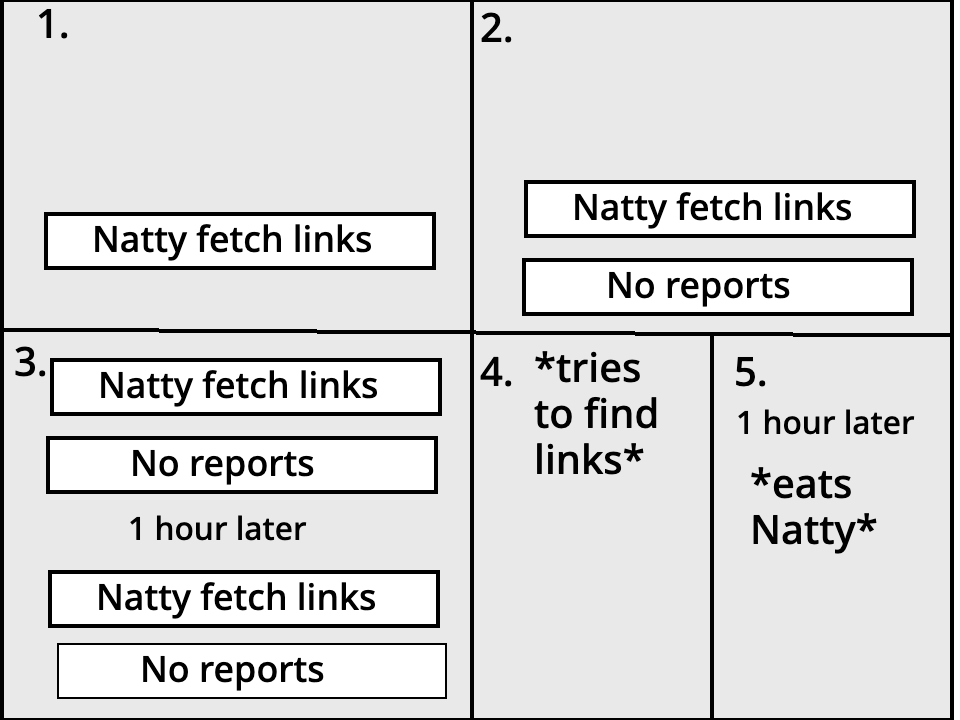 1.
Natty fetch links
2.
Natty fetch links
No reports
3.
Natty fetch links
No reports
1 hour later
Natty fetch links
No reports
4.
*tries
to find
links*
5.
1 hour later
*eats
Natty*